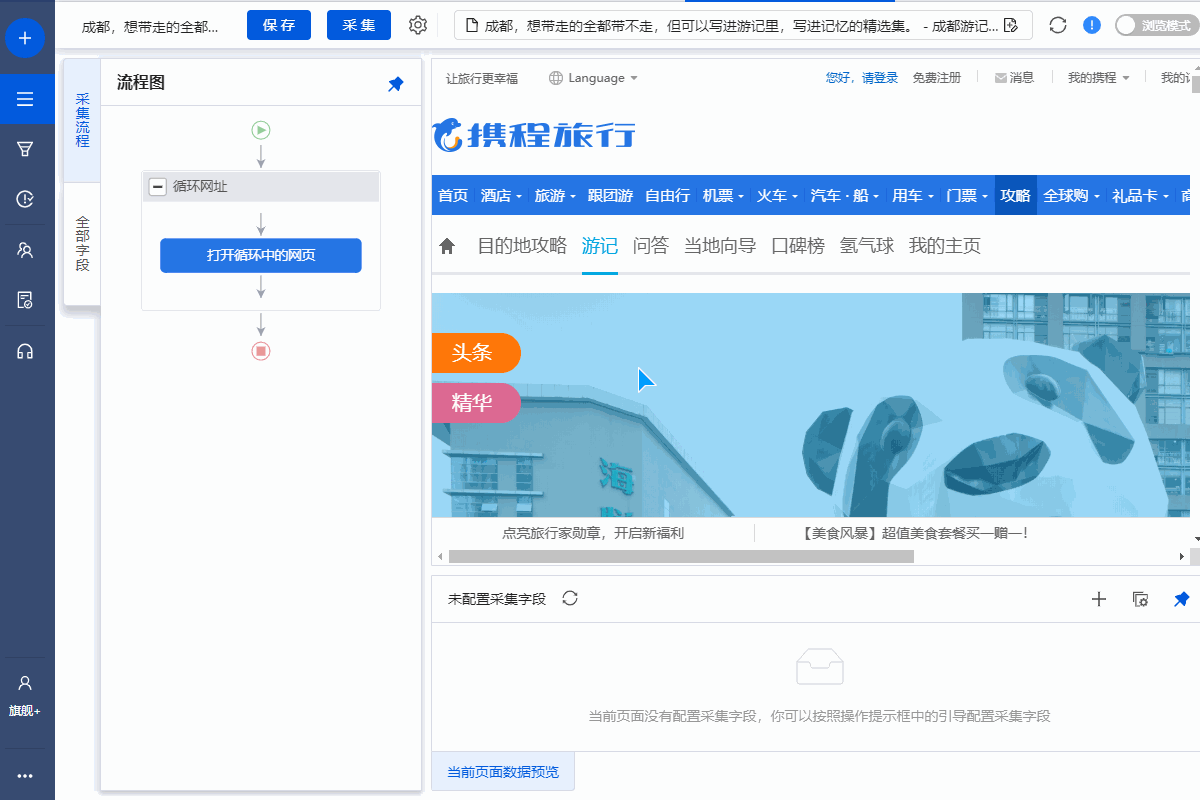 成都，想带走的全都...
保存
采集
成都，想带走的全都带不走，但可以写进游记里，写进记忆的精选集。 - 成都游记...
浏览模式
采集流程
全部字段
流程图
循环网址
打开循环中的网页
旗舰+
让旅行更幸福
Language
您好，请登录
免费注册
消息
我的携程
我的
携程旅行
首页
酒店
旅游
跟团游
自由行
机票
火车
汽车·船
用车
门票
攻略
全球购
礼品卡
目的地攻略
游记
问答
当地向导
口碑榜
氢气球
我的主页
头条
精华
海
点亮旅行家勋章，开启新福利
【美食风暴】超值美食套餐买一赠一！
未配置采集字段
当前页面没有配置采集字段，你可以按照操作提示框中的引导配置采集字段
当前页面数据预览